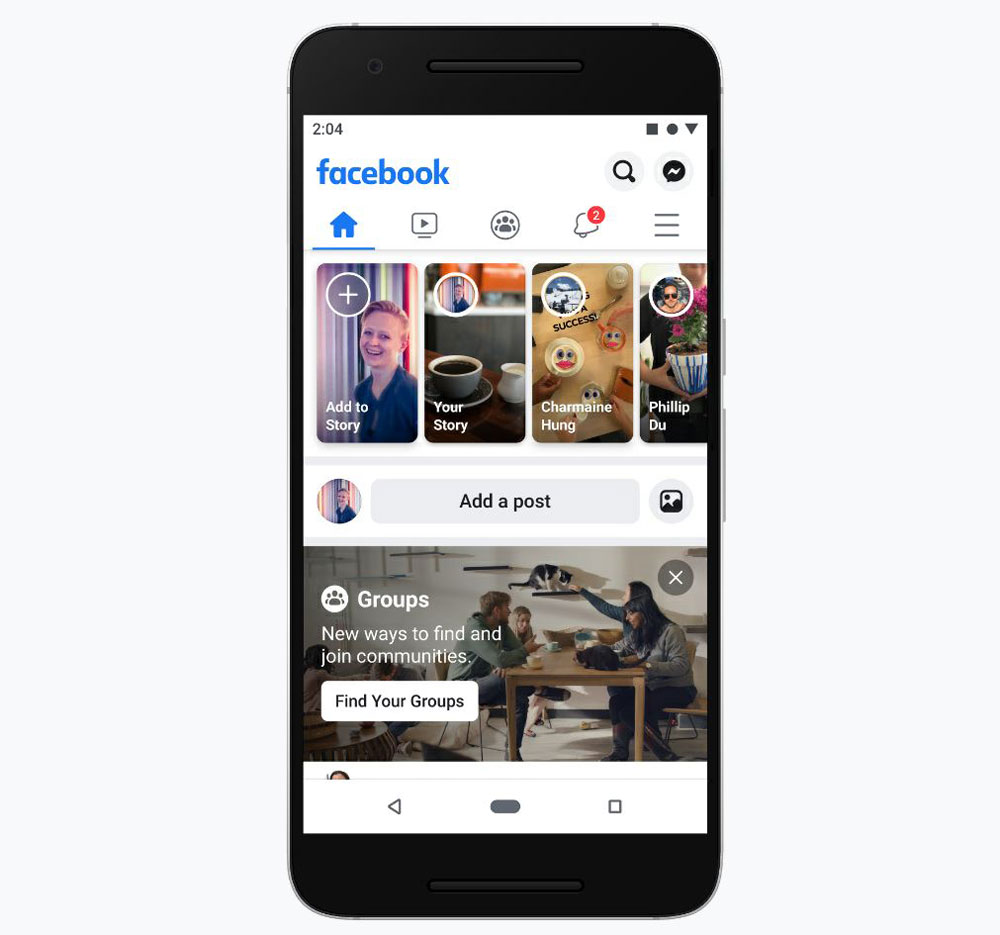 2:04
facebook
2
SUCCESS!
Add to
Story
Your
Story
Charmaine
Hung
Phillip
Du
Add a post
Groups
New ways to find and
join communities.
Find Your Groups